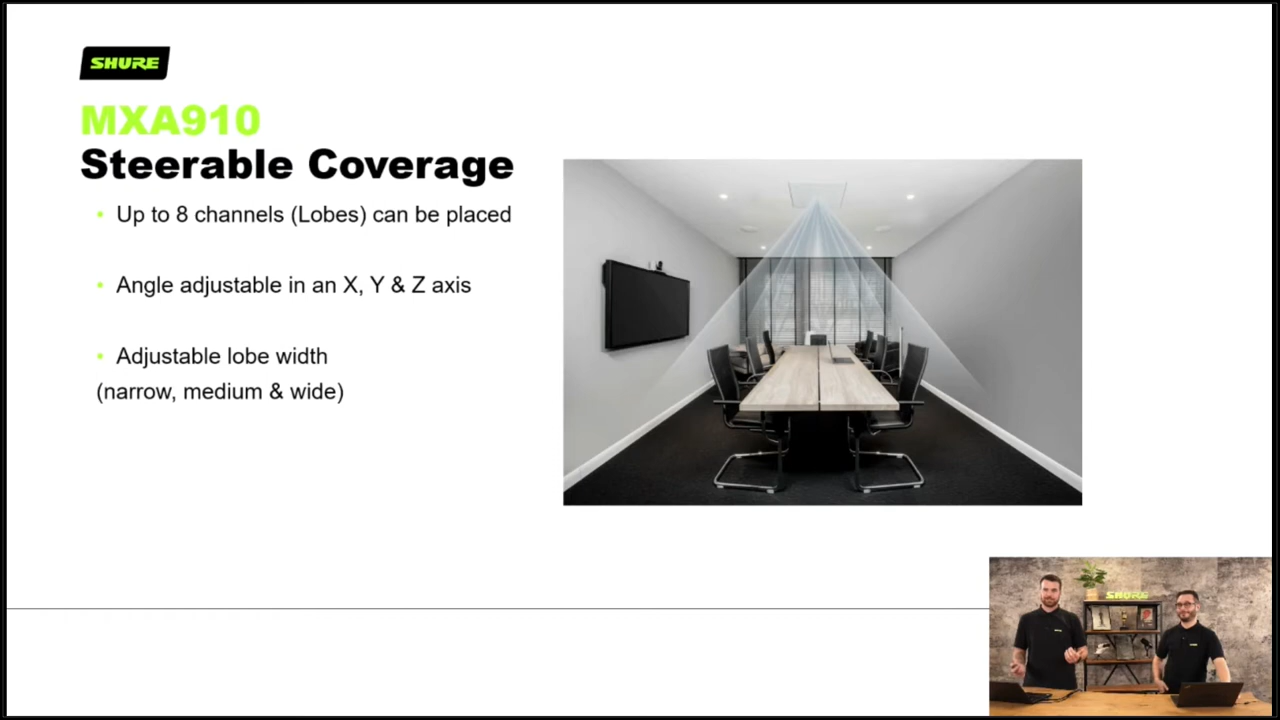 SHURE
MXA910
Steerable Coverage
• Up to 8 channels (Lobes) can be placed
• Angle adjustable in an X, Y & Z axis
• Adjustable lobe width
(narrow, medium & wide)
SHURE